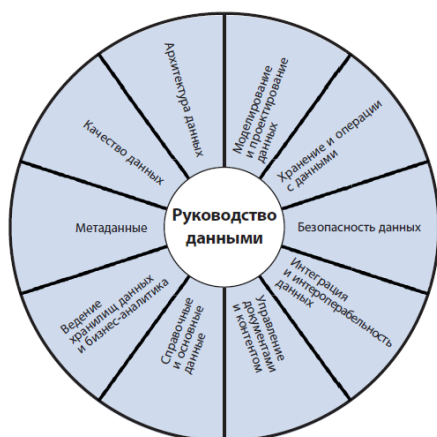 Архитектура данных
Моделирование
и проектирование
данных
Хранение и операции
с данными
Безопасность данных
Интеграция
и интероперабельность
данных
Управление
документами
и контентом
Справочные
и основные
данные
Ведение
хранилищ данных
и бизнес-аналитика
Метаданные
Качество данных
Руководство
данными